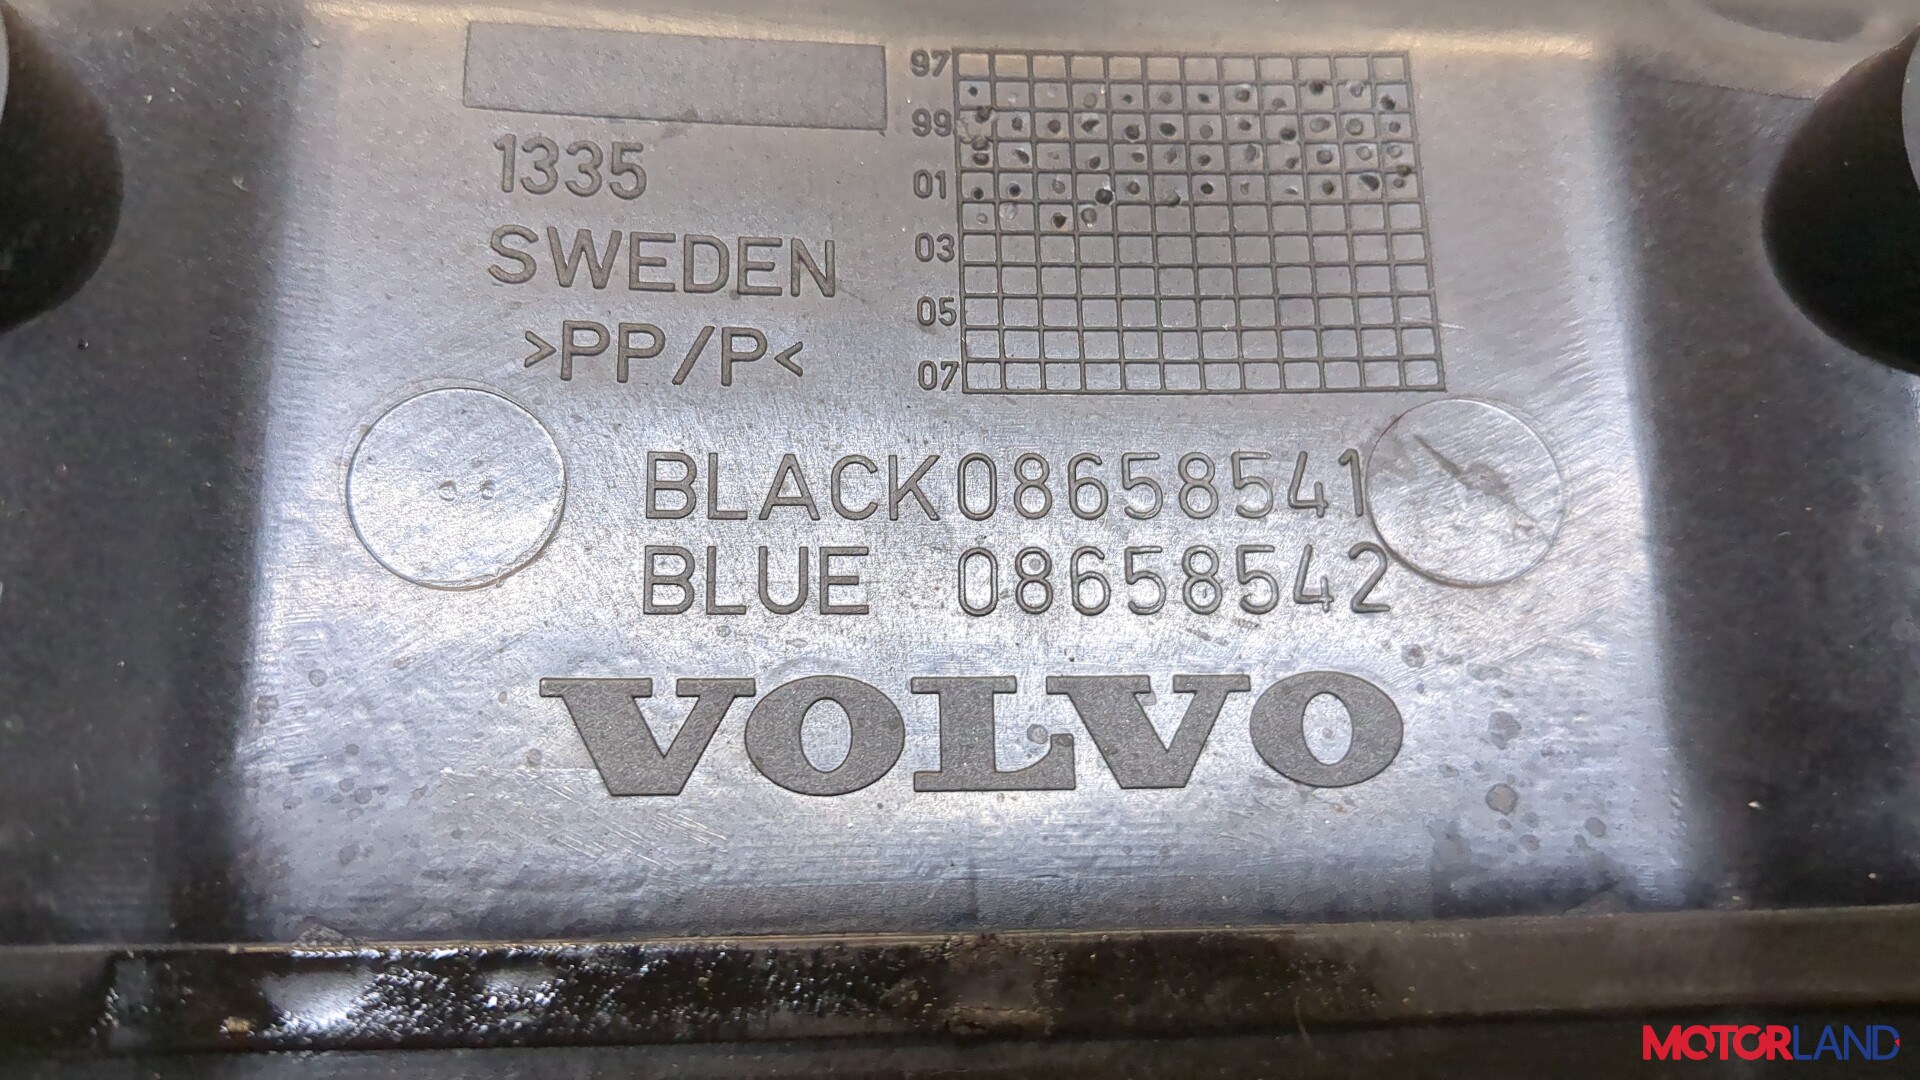 97
99
01
03
05
07
1335
SWEDEN
>PP/P<
BLACK08658541
BLUE 08658542
VOLVO
MOTORLAND